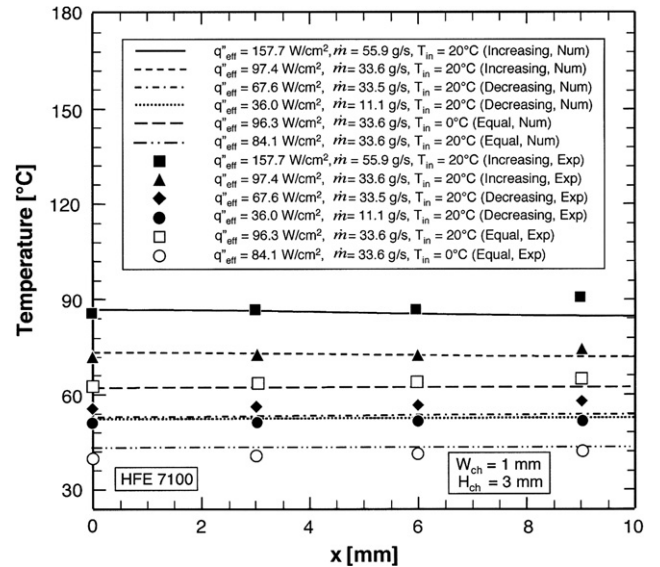 180
150
120
90
60
30
Temperature [°C]
q"eff = 157.7 W/cm², ṁ = 55.9 g/s, Tin = 20°C (Increasing, Num)
q"eff = 97.4 W/cm², ṁ = 33.6 g/s, Tin = 20°C (Increasing, Num)
q"eff = 67.6 W/cm², ṁ = 33.5 g/s, Tin = 20°C (Decreasing, Num)
q"eff = 36.0 W/cm², ṁ = 11.1 g/s, Tin = 20°C (Decreasing, Num)
q"eff = 96.3 W/cm², ṁ = 33.6 g/s, Tin = 0°C (Equal, Num)
q"eff = 84.1 W/cm², ṁ = 33.6 g/s, Tin = 20°C (Equal, Num)
q"eff = 157.7 W/cm², ṁ = 55.9 g/s, Tin = 20°C (Increasing, Exp)
q"eff = 97.4 W/cm², ṁ = 33.6 g/s, Tin = 20°C (Increasing, Exp)
q"eff = 67.6 W/cm², ṁ = 33.5 g/s, Tin = 20°C (Decreasing, Exp)
q"eff = 36.0 W/cm², ṁ = 11.1 g/s, Tin = 20°C (Decreasing, Exp)
q"eff = 96.3 W/cm², ṁ = 33.6 g/s, Tin = 20°C (Equal, Exp)
q"eff = 84.1 W/cm², ṁ = 33.6 g/s, Tin = 0°C (Equal, Exp)
HFE 7100
Wch = 1 mm
Hch = 3 mm
0 2 4 6 8 10
x [mm]